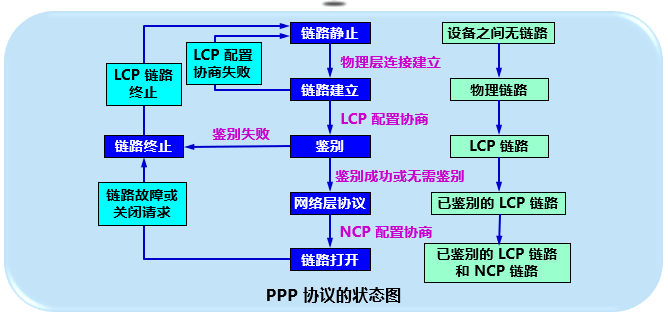 链路静止
设备之间无链路
LCP 配置
协商失败
物理层连接建立
LCP 链路
终止
链路建立
物理链路
LCP 配置协商
鉴别失败
链路终止
鉴别
LCP 链路
鉴别成功或无需鉴别
链路故障或
关闭请求
网络层协议
已鉴别的 LCP 链路
NCP 配置协商
链路打开
已鉴别的 LCP 链路
和 NCP 链路
PPP 协议的状态图